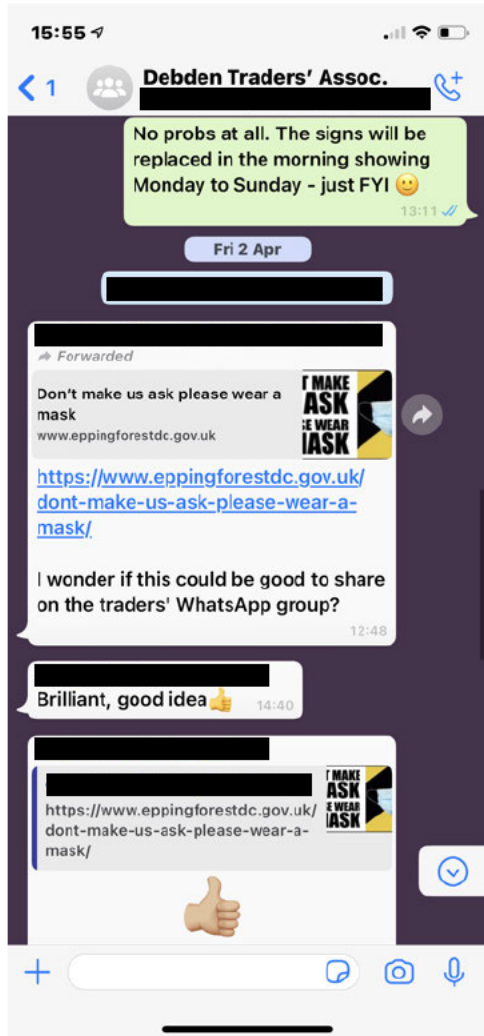 15:55
1
Debden Traders' Assoc.
No probs at all. The signs will be
replaced in the morning showing
Monday to Sunday - just FYI 🙂
13:11
Fri 2 Apr
Forwarded
Don't make us ask please wear a
mask
www.eppingforestdc.gov.uk
T MAKE
ASK
E WEAR
IASK
https://www.eppingforestdc.gov.uk/
dont-make-us-ask-please-wear-a-
mask/
I wonder if this could be good to share
on the traders' WhatsApp group?
12:48
Brilliant, good idea👍
14:40
https://www.eppingforestdc.gov.uk/
dont-make-us-ask-please-wear-a-
mask/
T MAKE
ASK
E WEAR
IASK
👍🏼